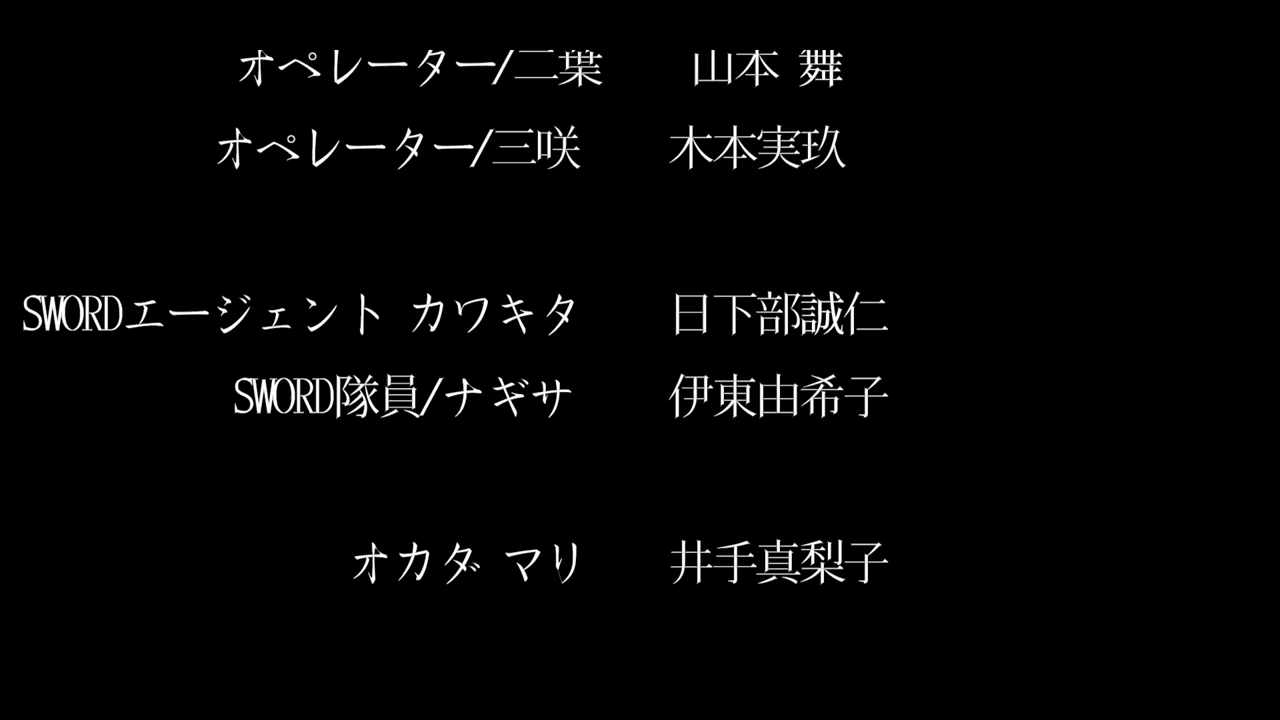 オペレーター/二葉 山本 舞
オペレーター/三咲 木本実玖
SWORDエージェント カワキタ 日下部誠仁
SWORD隊員/ナギサ 伊東由希子
オカダ マリ 井手真梨子